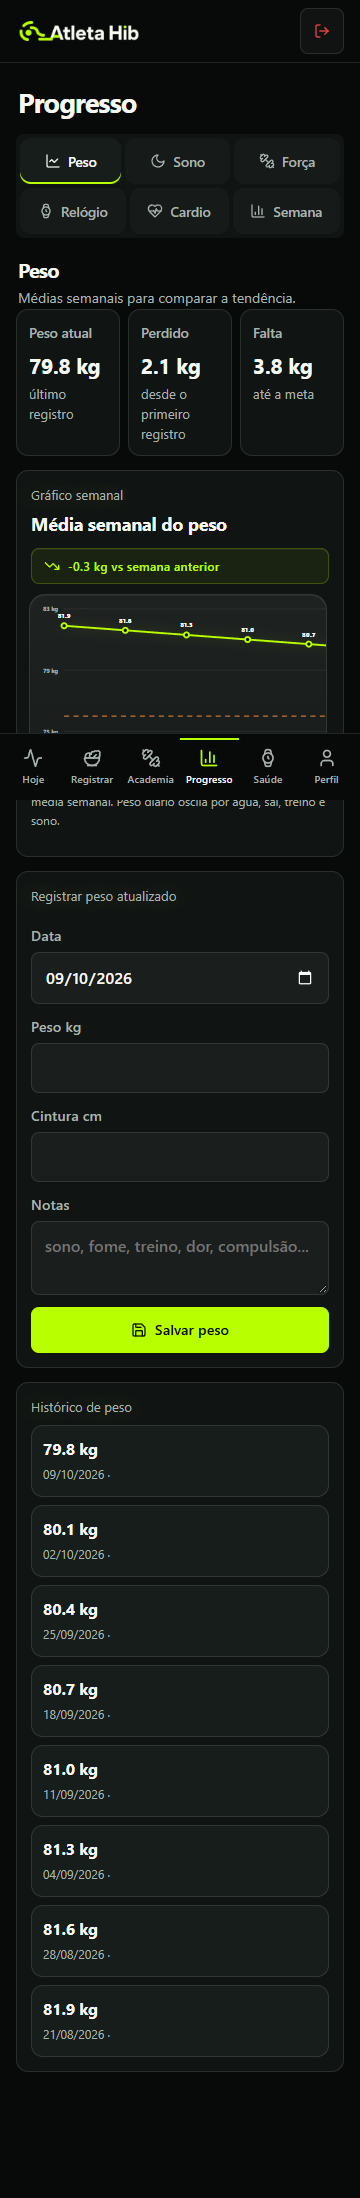 Atleta Hib
Progresso
Peso
Sono
Força
Relógio
Cardio
Semana
Peso
Médias semanais para comparar a tendência.
Peso atual
79.8 kg
último
registro
Perdido
2.1 kg
desde o
primeiro
registro
Falta
3.8 kg
até a meta
Gráfico semanal
Média semanal do peso
-0.3 kg vs semana anterior
83 kg
81.9
81.6
81.3
81.0
80.7
79 kg
75 kg
Hoje
Registrar
Academia
Progresso
Saúde
Perfil
média semanal. Peso diário oscila por água, sal, treino e
sono.
Registrar peso atualizado
Data
09/10/2026
Peso kg
Cintura cm
Notas
sono, fome, treino, dor, compulsão...
Salvar peso
Histórico de peso
79.8 kg
09/10/2026 ·
80.1 kg
02/10/2026 ·
80.4 kg
25/09/2026 ·
80.7 kg
18/09/2026 ·
81.0 kg
11/09/2026 ·
81.3 kg
04/09/2026 ·
81.6 kg
28/08/2026 ·
81.9 kg
21/08/2026 ·